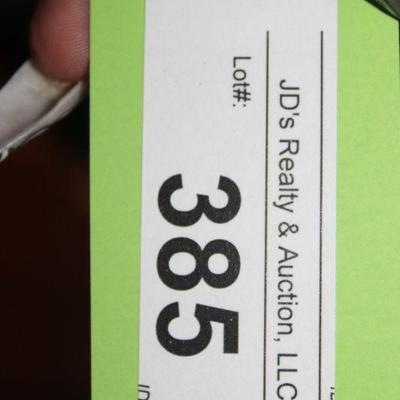 JD's Realty & Auction, LLC
Lot#:
385